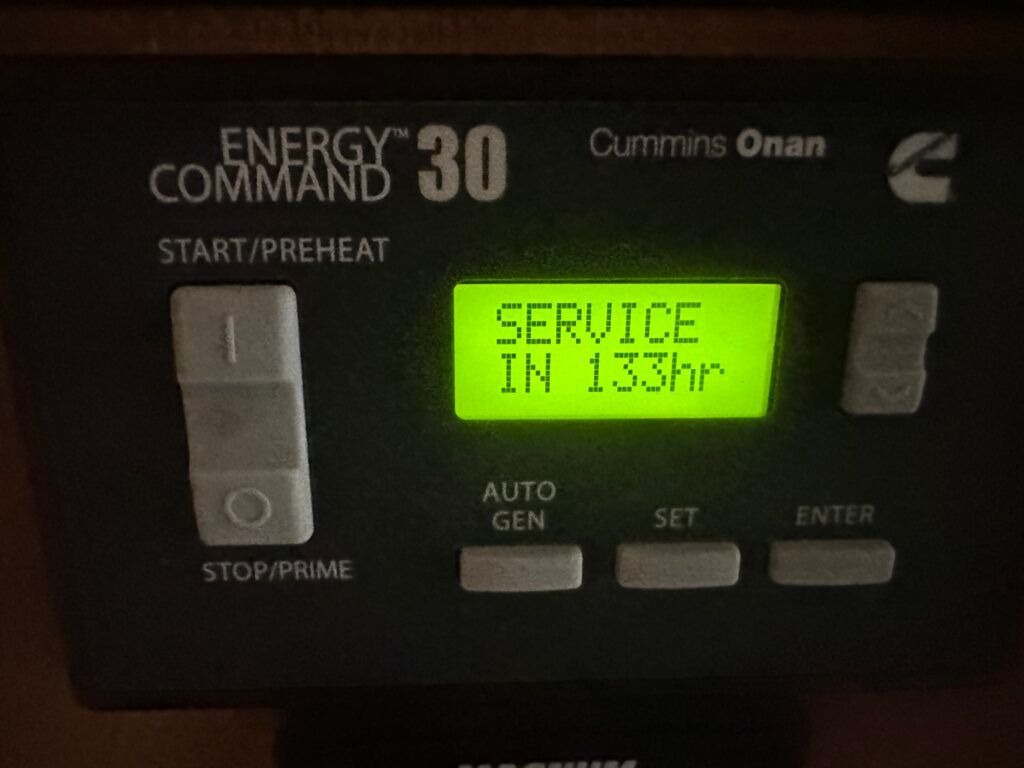 ENERGY™
COMMAND 30
Cummins Onan
START/PREHEAT
SERVICE
IN 133hr
AUTO
GEN
SET
ENTER
STOP/PRIME